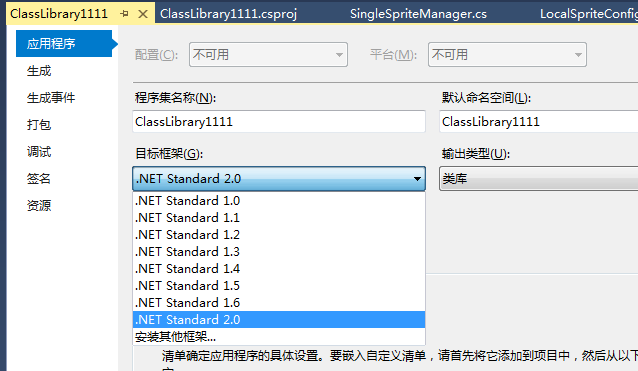 ClassLibrary1111
ClassLibrary1111.csproj
SingleSpriteManager.cs
LocalSpriteConfig
应用程序
生成
生成事件
打包
调试
签名
资源
配置(C):
不可用
平台(M):
不可用
程序集名称(N):
默认命名空间(L):
ClassLibrary1111
ClassLibrary1111
目标框架(G):
输出类型(U):
.NET Standard 2.0
类库
.NET Standard 1.0
.NET Standard 1.1
.NET Standard 1.2
.NET Standard 1.3
.NET Standard 1.4
.NET Standard 1.5
.NET Standard 1.6
.NET Standard 2.0
安装其他框架...
清单确定应用程序的具体设置。要嵌入自定义清单，请首先将它添加到项目中，然后从以下